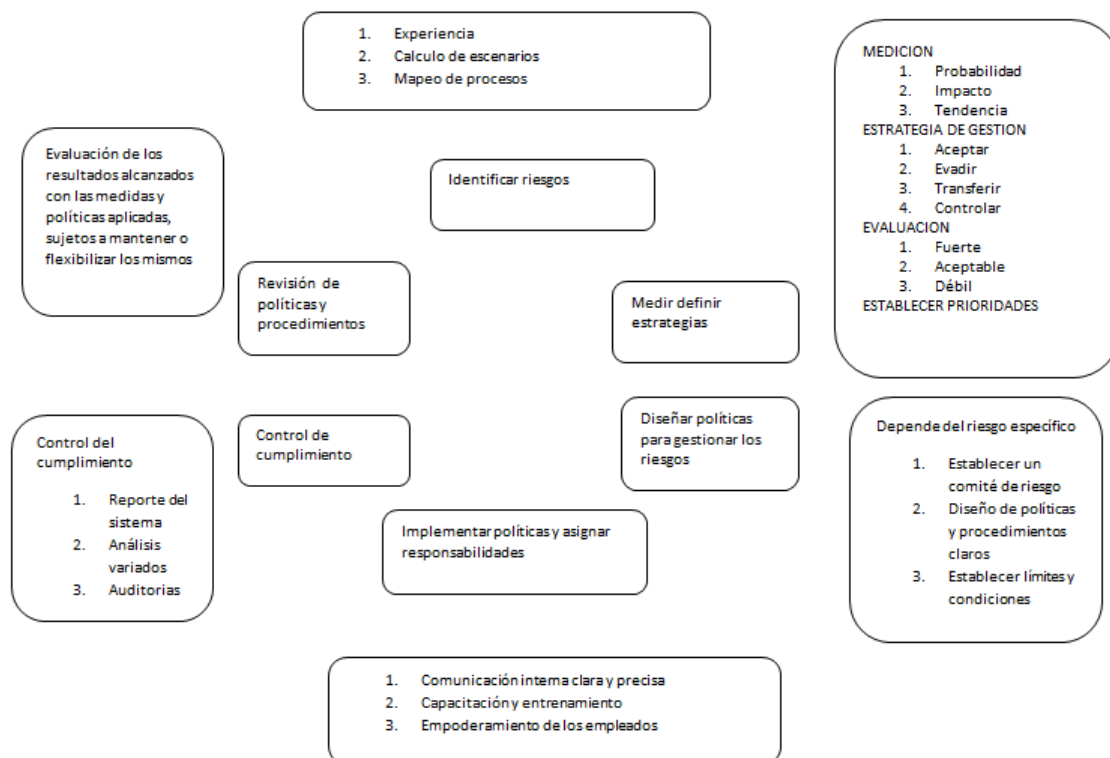 1. Experiencia
2. Calculo de escenarios
3. Mapeo de procesos
MEDICION
1. Probabilidad
2. Impacto
3. Tendencia
ESTRATEGIA DE GESTION
1. Aceptar
2. Evadir
3. Transferir
4. Controlar
EVALUACION
1. Fuerte
2. Aceptable
3. Débil
ESTABLECER PRIORIDADES
Evaluación de los
resultados alcanzados
con las medidas y
políticas aplicadas,
sujetos a mantener o
flexibilizar los mismos
Identificar riesgos
Revisión de
políticas y
procedimientos
Medir definir
estrategias
Control del
cumplimiento
1. Reporte del
sistema
2. Análisis
variados
3. Auditorias
Control de
cumplimiento
Diseñar políticas
para gestionar los
riesgos
Depende del riesgo específico
1. Establecer un
comité de riesgo
2. Diseño de políticas
y procedimientos
claros
3. Establecer límites y
condiciones
Implementar políticas y asignar
responsabilidades
1. Comunicación interna clara y precisa
2. Capacitación y entrenamiento
3. Empoderamiento de los empleados